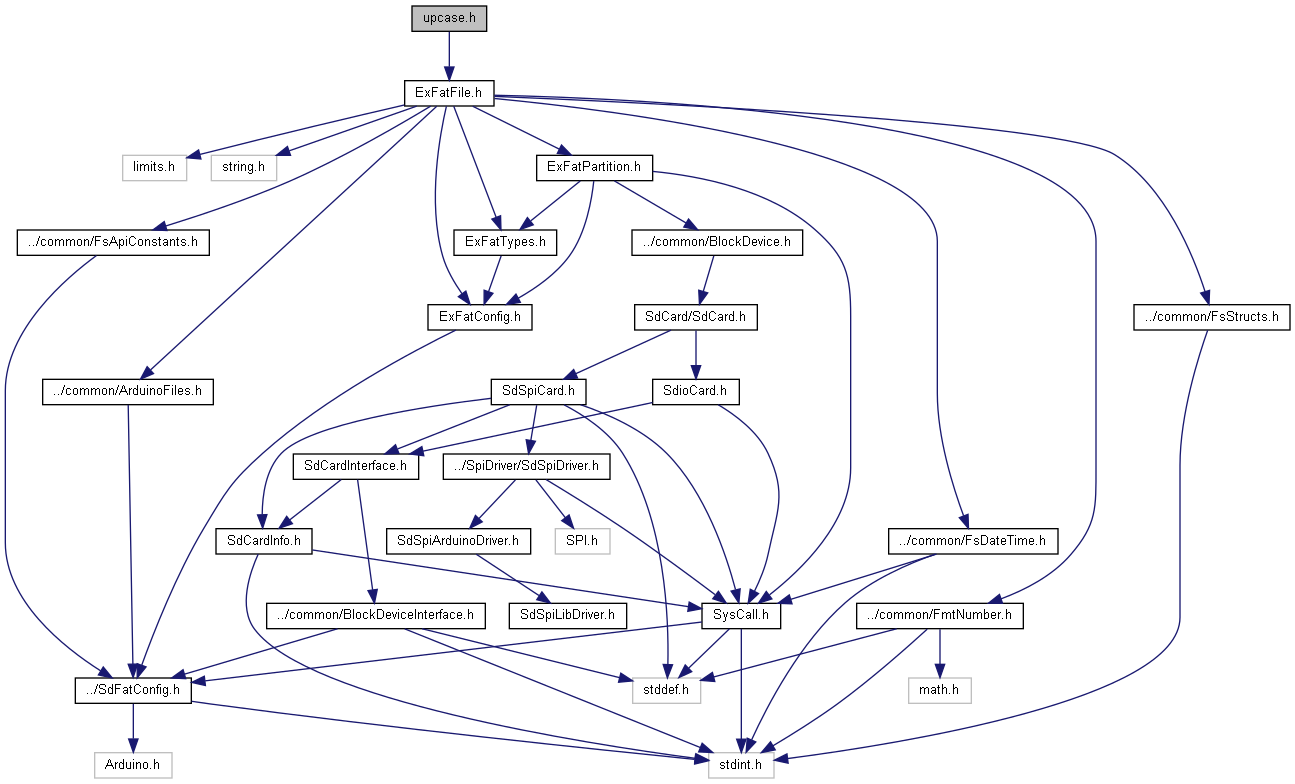 upcase.h
ExFatFile.h
limits.h
string.h
ExFatPartition.h
../common/FsApiConstants.h
ExFatTypes.h
../common/BlockDevice.h
ExFatConfig.h
SdCard/SdCard.h
../common/FsStructs.h
../common/ArduinoFiles.h
SdSpiCard.h
SdioCard.h
SdCardInterface.h
../SpiDriver/SdSpiDriver.h
SdCardInfo.h
SdSpiArduinoDriver.h
SPI.h
../common/FsDateTime.h
../common/BlockDeviceInterface.h
SdSpiLibDriver.h
SysCall.h
../common/FmtNumber.h
../SdFatConfig.h
stddef.h
math.h
Arduino.h
stdint.h